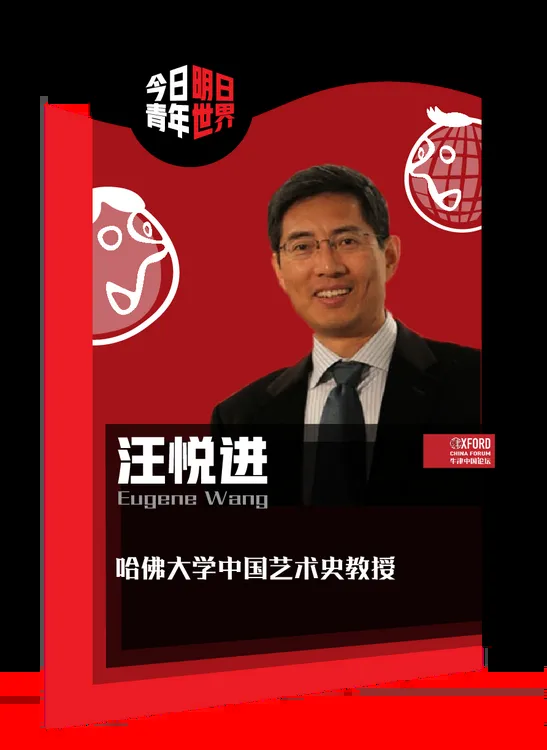 今日明日
青年世界
汪悦进
Eugene Wang
OXFORD
CHINA FORUM
牛津中国论坛
哈佛大学中国艺术史教授